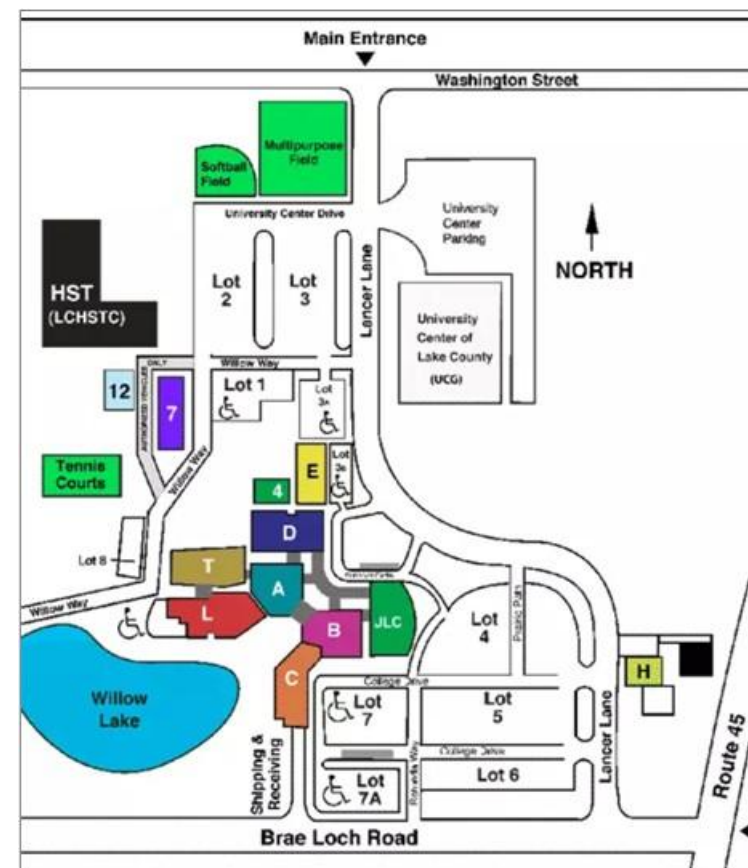 Main Entrance
Washington Street
Multipurpose
Field
Softball
Field
University Center Drive
University
Center
Parking
NORTH
HST
(LCHSTC)
Lot
2
Lot
3
Lancer Lane
University
Center of
Lake County
(UCG)
ONLY
Willow Way
AUTHORIZED VEHICLES
12
7
Lot 1
Lot
3A
Tennis
Courts
Willow Way
4
E
Lot
D
Lot 8
T
A
L
B
JLC
Willow Way
Lot
4
H
Willow
Lake
C
College Drive
Lot
7
Lot
5
Lancer Lane
Shipping &
Receiving
College Drive
Lot
7A
Lot 6
Route 45
Brae Loch Road